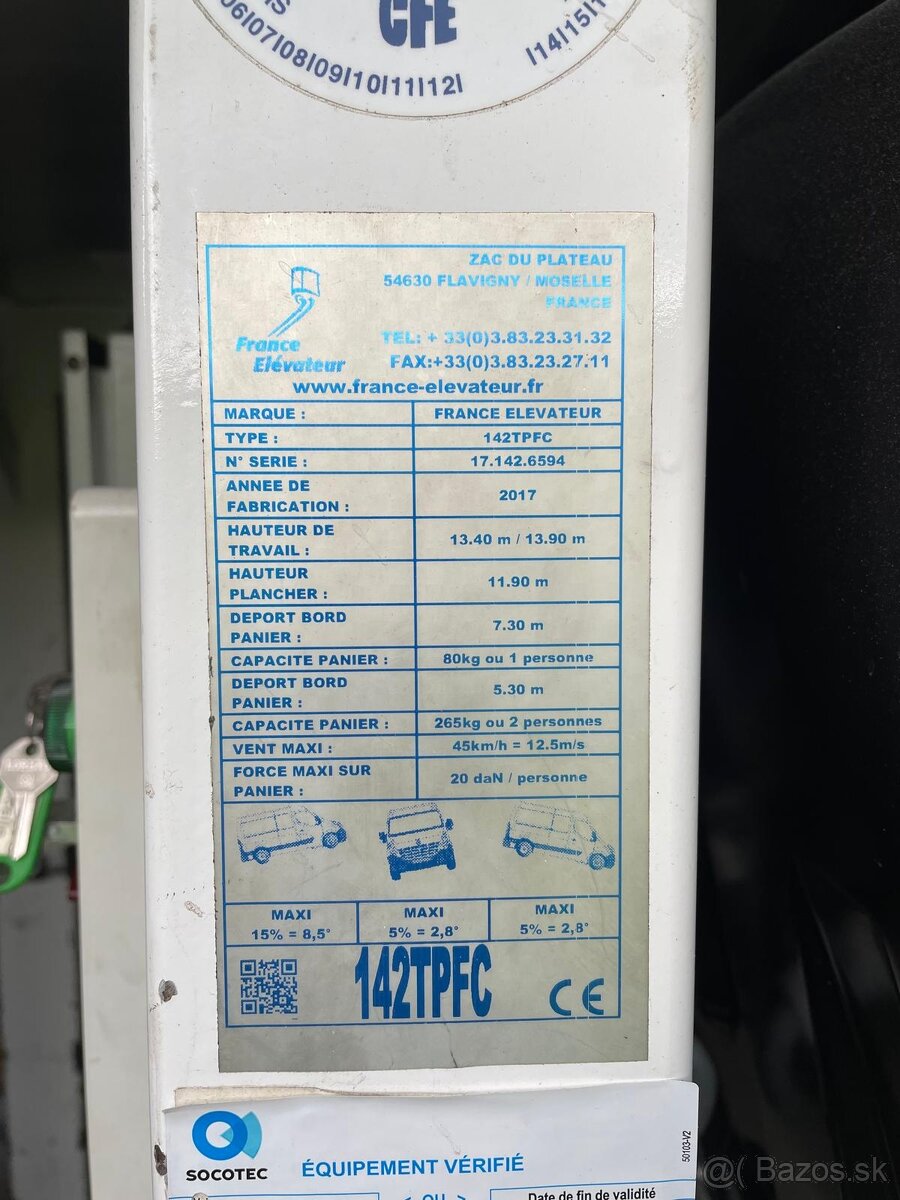 CFE
06|07|08|09|10|11|12|
|14|15|1
ZAC DU PLATEAU
54630 FLAVIGNY / MOSELLE
FRANCE
France
Elévateur
TEL: + 33(0)3.83.23.31.32
FAX:+33(0)3.83.23.27.11
www.france-elevateur.fr
MARQUE : FRANCE ELEVATEUR
TYPE : 142TPFC
N° SERIE : 17.142.6594
ANNEE DE
FABRICATION : 2017
HAUTEUR DE
TRAVAIL : 13.40 m / 13.90 m
HAUTEUR
PLANCHER : 11.90 m
DEPORT BORD
PANIER : 7.30 m
CAPACITE PANIER : 80kg ou 1 personne
DEPORT BORD
PANIER : 5.30 m
CAPACITE PANIER : 265kg ou 2 personnes
VENT MAXI : 45km/h = 12.5m/s
FORCE MAXI SUR
PANIER : 20 daN / personne
MAXI
15% = 8,5°
MAXI
5% = 2,8°
MAXI
5% = 2,8°
142TPFC
CE
SOCOTEC
ÉQUIPEMENT VÉRIFIÉ
50103-V2
< OU >
Date de fin de validité
@( Bazos.sk